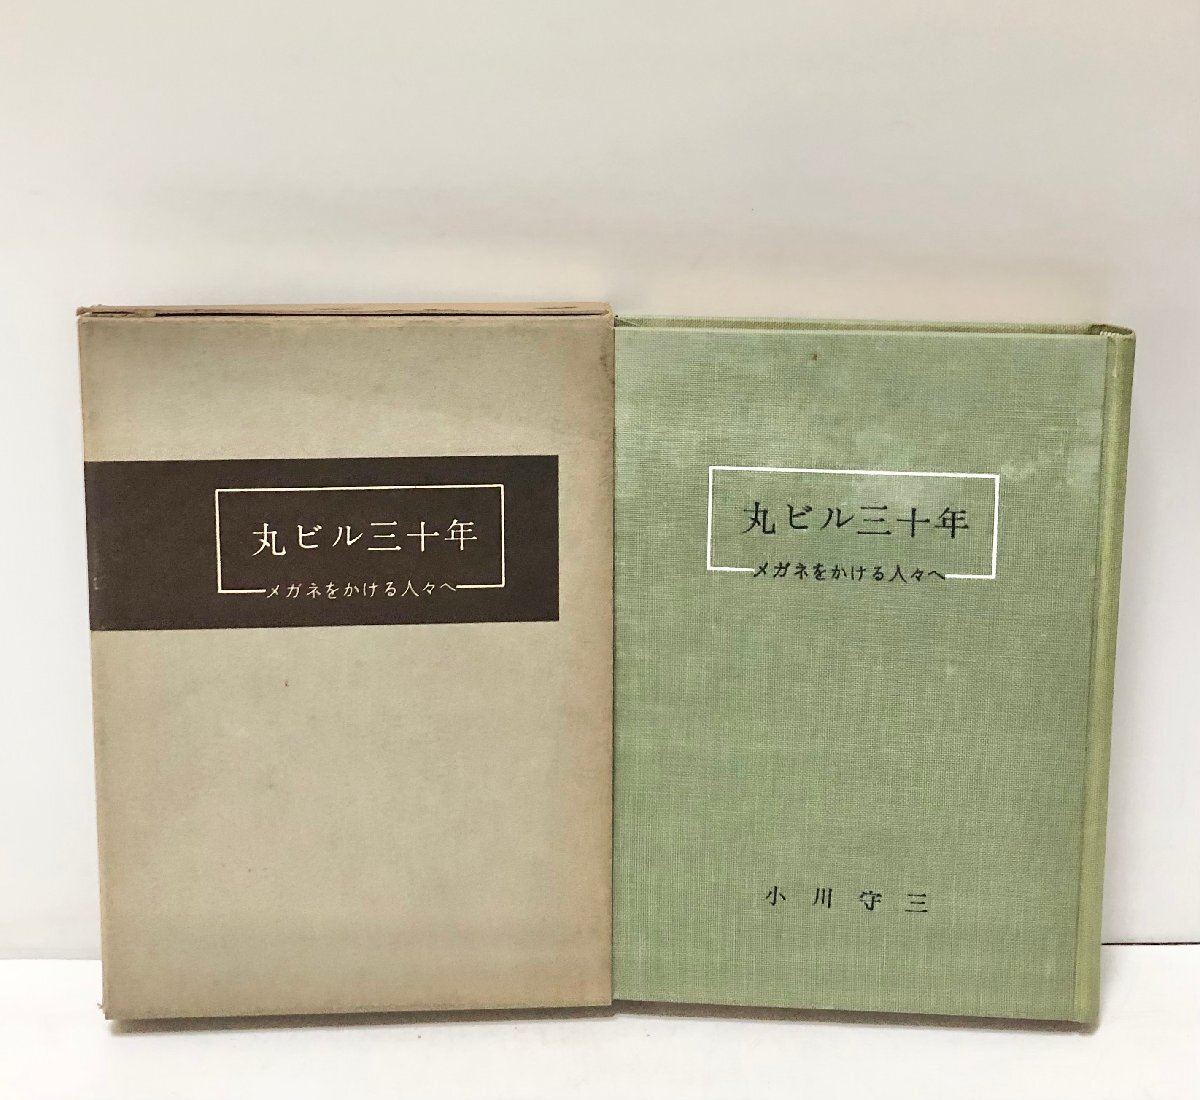 丸ビル三十年
メガネをかける人々へ
丸ビル三十年
メガネをかける人々へ
小川守三